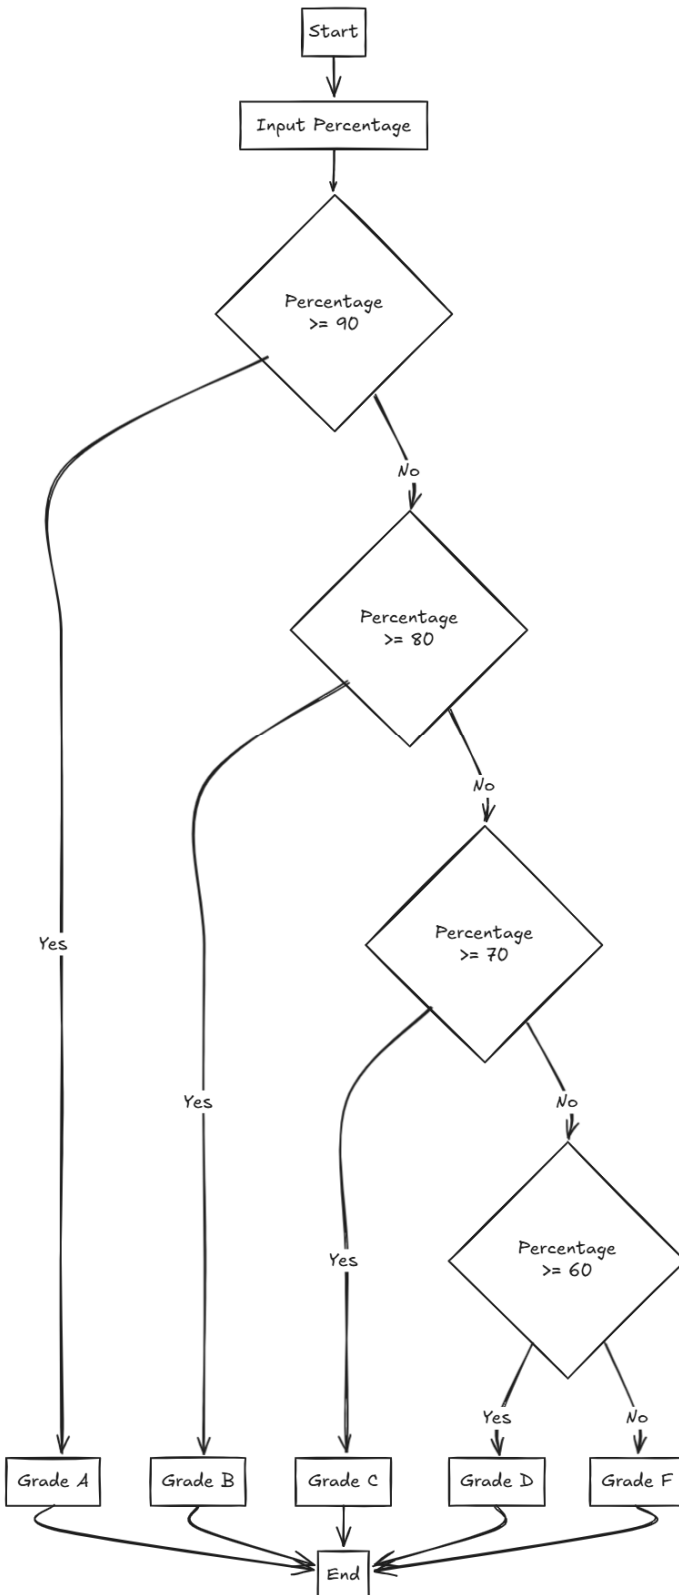 Start
Input Percentage
Percentage
>= 90
No
Percentage
>= 80
No
Percentage
>= 70
Yes
Yes
No
Percentage
>= 60
Yes
Yes
No
Grade A
Grade B
Grade C
Grade D
Grade F
End